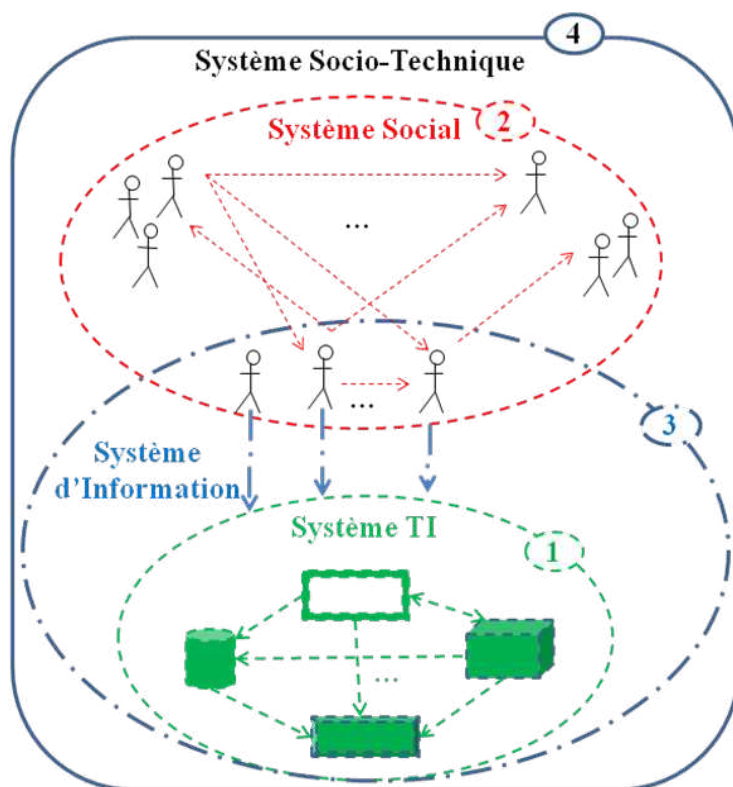 4
Système Socio-Technique
Système Social 2
...
...
3
Système
d'Information
Système TI
1
...